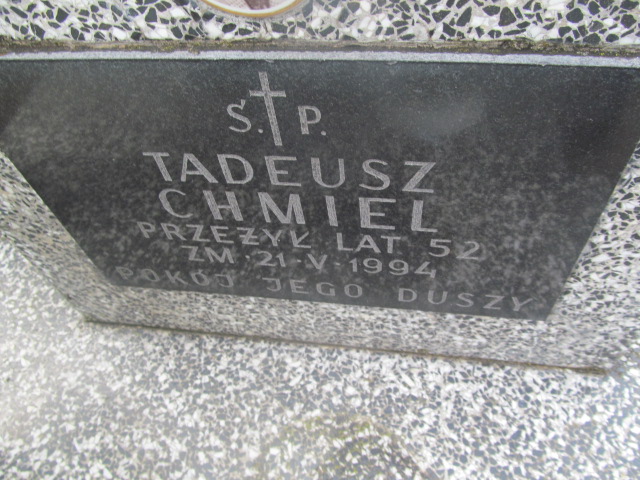 Ś. P.
TADEUSZ
CHMIEL
PRZEŻYŁ LAT 52
ZM·21·V·1994
POKÓJ JEGO DUSZY